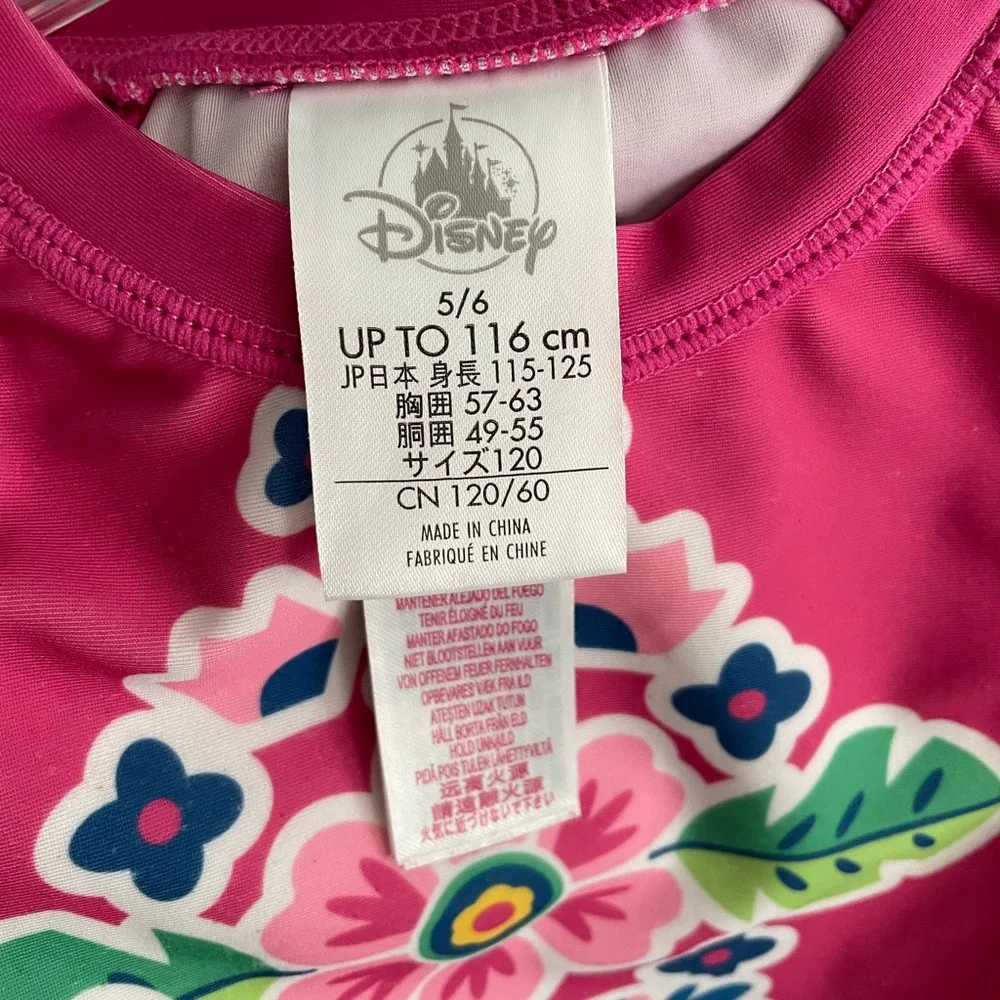 Disney
5/6
UP TO 116 cm
JP日本 身長 115-125
胸囲 57-63
胴囲 49-55
サイズ120
CN 120/60
MADE IN CHINA
FABRIQUÉ EN CHINE
MANTENER ALEJADO DEL FUEGO
TENIR ÉLOIGNÉ DU FEU
MANTER AFASTADO DO FOGO
NIET BLOOTSTELLEN AAN VUUR
VON OFFENEM FEUER FERNHALTEN
OPBEVARES VÆK FRA ILD
ATEŞTEN UZAK TUTUN
HÅLL BORTA FRÅN ELD
HOLD UNNA ILD
PIDÄ POIS TULEN LÄHETTYVILTÄ
远离火源
請遠離火源
火気に近づけないで下さい